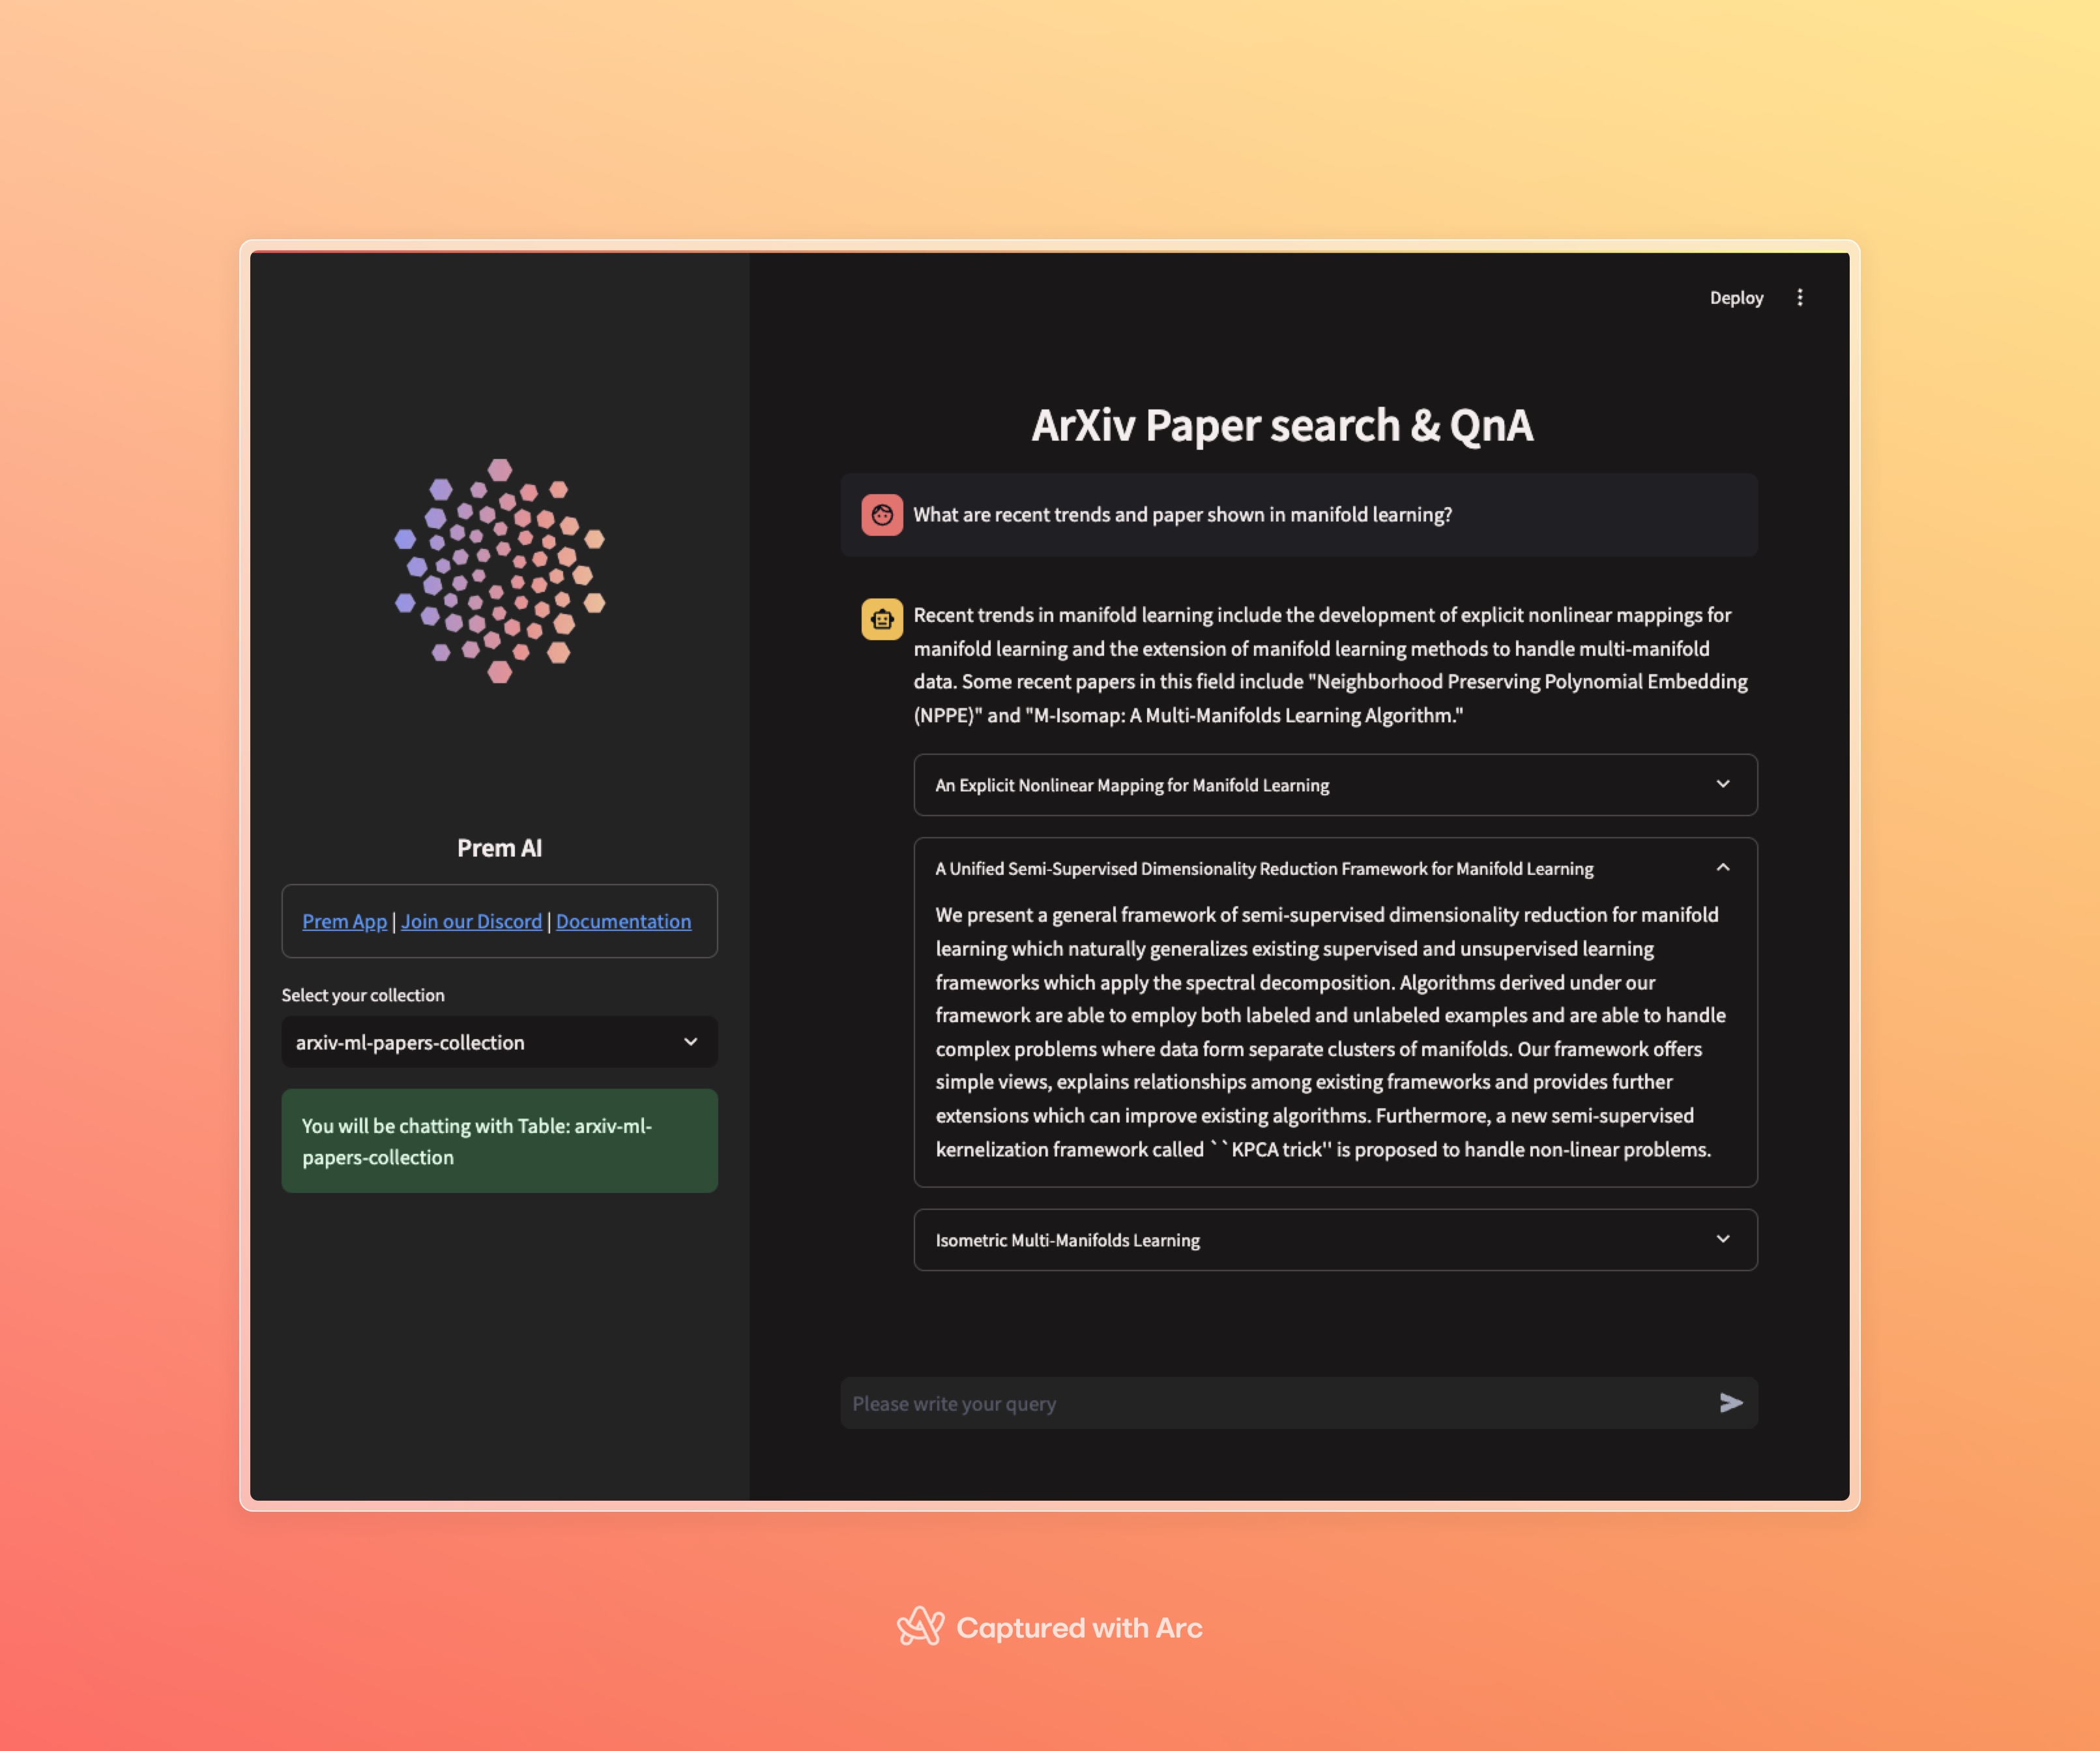 Deploy
Prem AI
Prem App | Join our Discord | Documentation
Select your collection
arxiv-ml-papers-collection
You will be chatting with Table: arxiv-ml-
papers-collection
ArXiv Paper search & QnA
What are recent trends and paper shown in manifold learning?
Recent trends in manifold learning include the development of explicit nonlinear mappings for
manifold learning and the extension of manifold learning methods to handle multi-manifold
data. Some recent papers in this field include "Neighborhood Preserving Polynomial Embedding
(NPPE)" and "M-Isomap: A Multi-Manifolds Learning Algorithm."
An Explicit Nonlinear Mapping for Manifold Learning
A Unified Semi-Supervised Dimensionality Reduction Framework for Manifold Learning
We present a general framework of semi-supervised dimensionality reduction for manifold
learning which naturally generalizes existing supervised and unsupervised learning
frameworks which apply the spectral decomposition. Algorithms derived under our
framework are able to employ both labeled and unlabeled examples and are able to handle
complex problems where data form separate clusters of manifolds. Our framework offers
simple views, explains relationships among existing frameworks and provides further
extensions which can improve existing algorithms. Furthermore, a new semi-supervised
kernelization framework called ``KPCA trick'' is proposed to handle non-linear problems.
Isometric Multi-Manifolds Learning
Please write your query
Captured with Arc